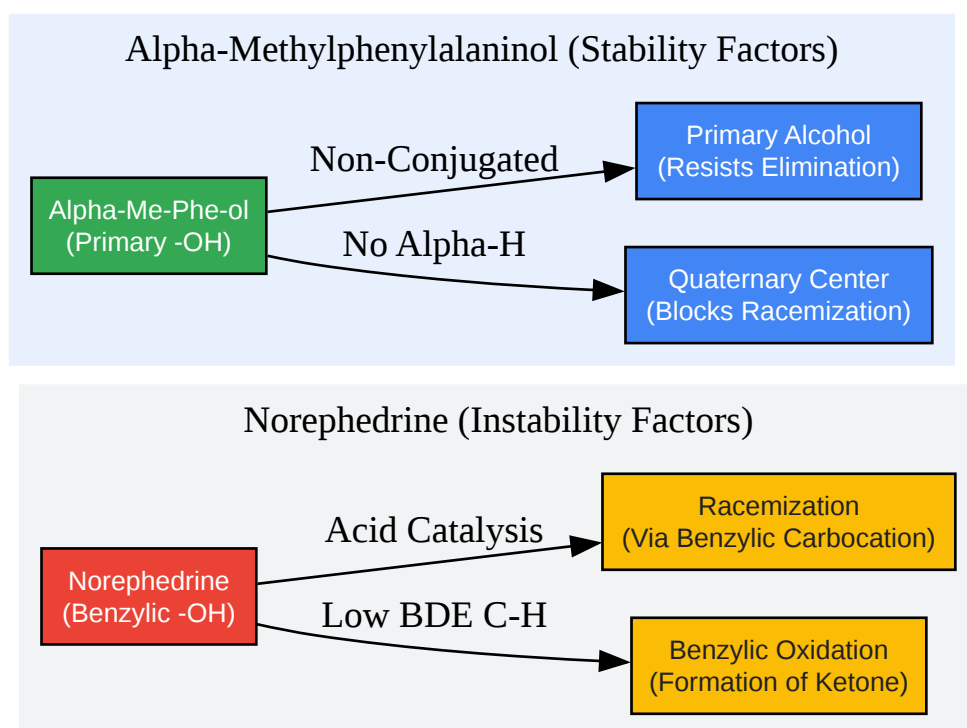 Alpha-Methylphenylalaninol (Stability Factors)
Non-Conjugated
Primary Alcohol
(Resists Elimination)
Alpha-Me-Phe-ol
(Primary -OH)
No Alpha-H
Quaternary Center
(Blocks Racemization)
Norephedrine (Instability Factors)
Acid Catalysis
Racemization
(Via Benzylic Carbocation)
Norephedrine
(Benzylic -OH)
Low BDE C-H
Benzylic Oxidation
(Formation of Ketone)